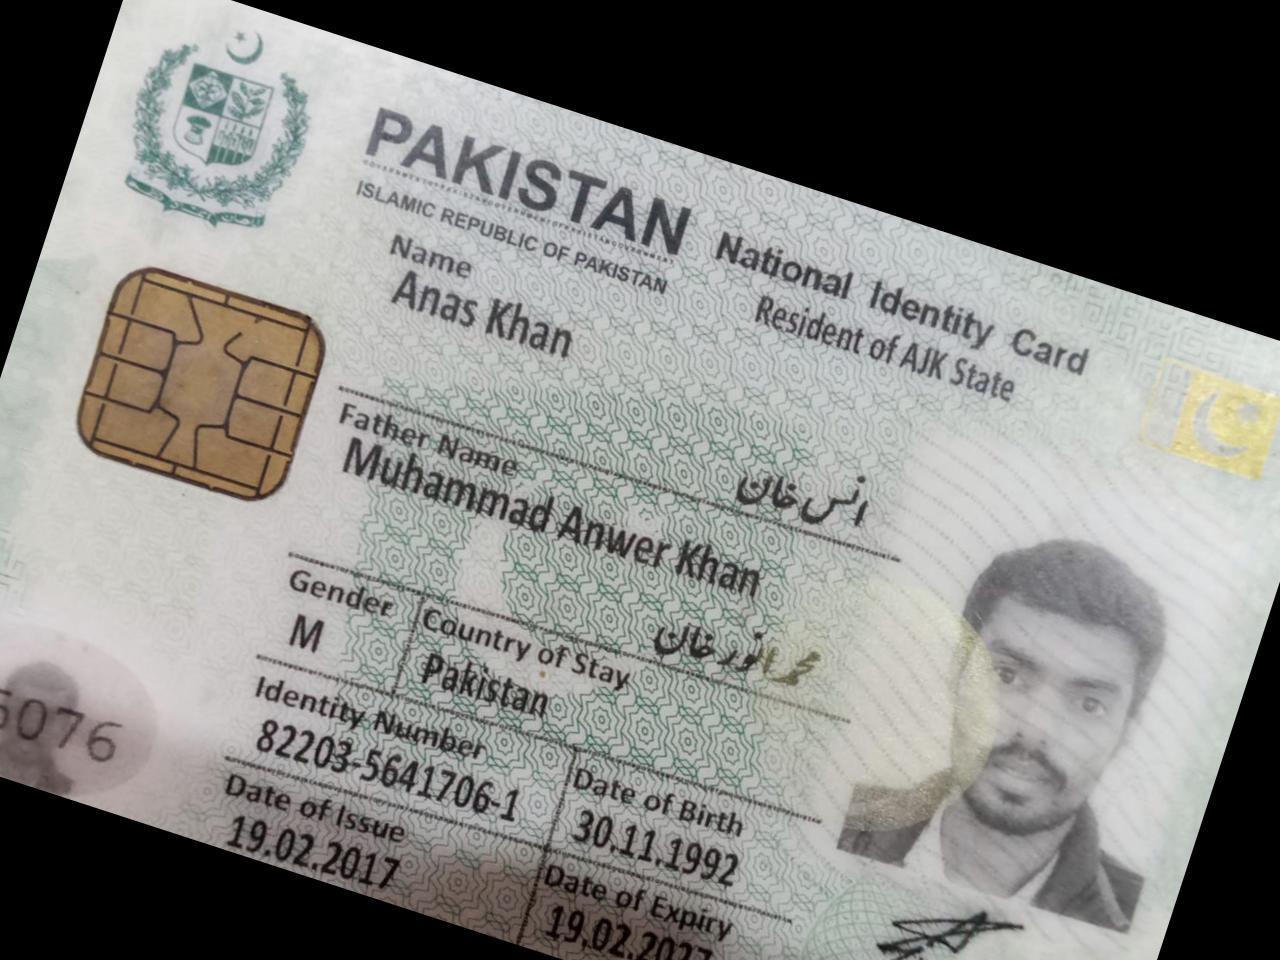 PAKISTAN
ISLAMIC REPUBLIC OF PAKISTAN
National Identity Card
Resident of AJK State
Name
Anas Khan
انس خان
Father Name
Muhammad Anwer Khan
محمد انور خان
Gender
M
Country of Stay
Pakistan
Identity Number
82203-5641706-1
Date of Birth
30.11.1992
Date of Issue
19.02.2017
Date of Expiry
19.02.2027
5076